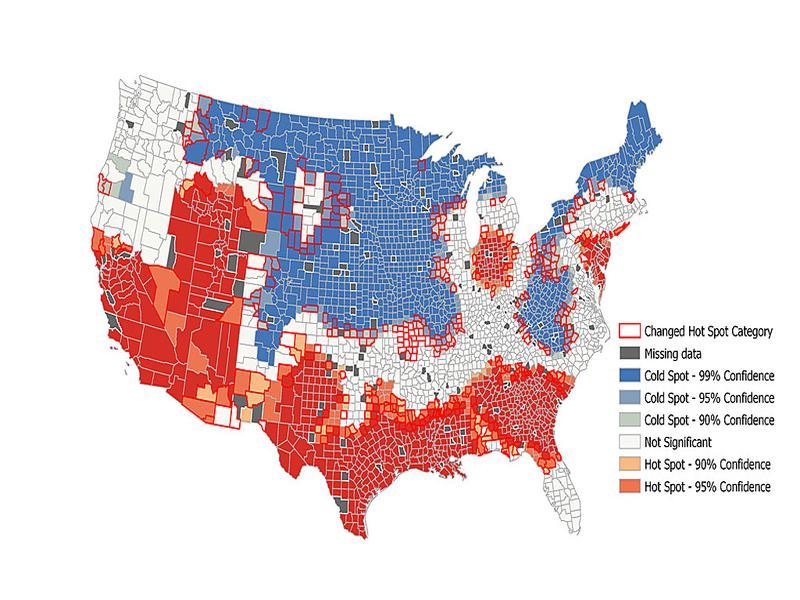 Changed Hot Spot Category
Missing data
Cold Spot - 99% Confidence
Cold Spot - 95% Confidence
Cold Spot - 90% Confidence
Not Significant
Hot Spot - 90% Confidence
Hot Spot - 95% Confidence